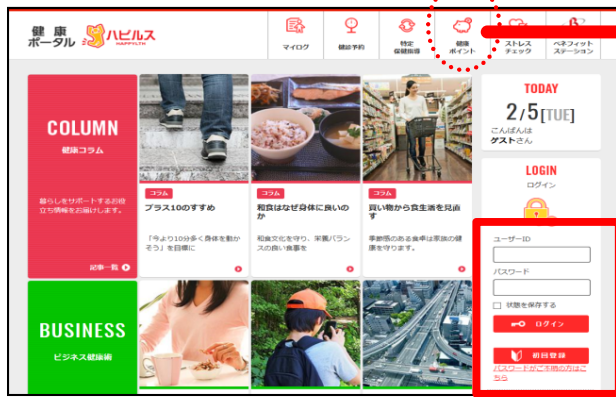 健 康
ポータル
ハピルス
HAPPYLTH
マイログ
健診予約
特定
保健指導
健康
ポイント
ストレス
チェック
ベネフィット
ステーション
COLUMN
健康コラム
暮らしをサポートするお役
立ち情報をお届けします。
記事一覧
コラム
プラス10のすすめ
「今より10分多く身体を動か
そう」を目標に
コラム
和食はなぜ身体に良いの
か
和食文化を守り、栄養バラン
スの良い食事を
コラム
買い物から食生活を見直
す
季節感のある食卓は家族の健
康を守ります。
TODAY
2/5[TUE]
こんばんは
ゲストさん
LOGIN
ログイン
ユーザーID
パスワード
状態を保存する
ログイン
初回登録
パスワードがご不明の方はこ
ちら
BUSINESS
ビジネス健康術